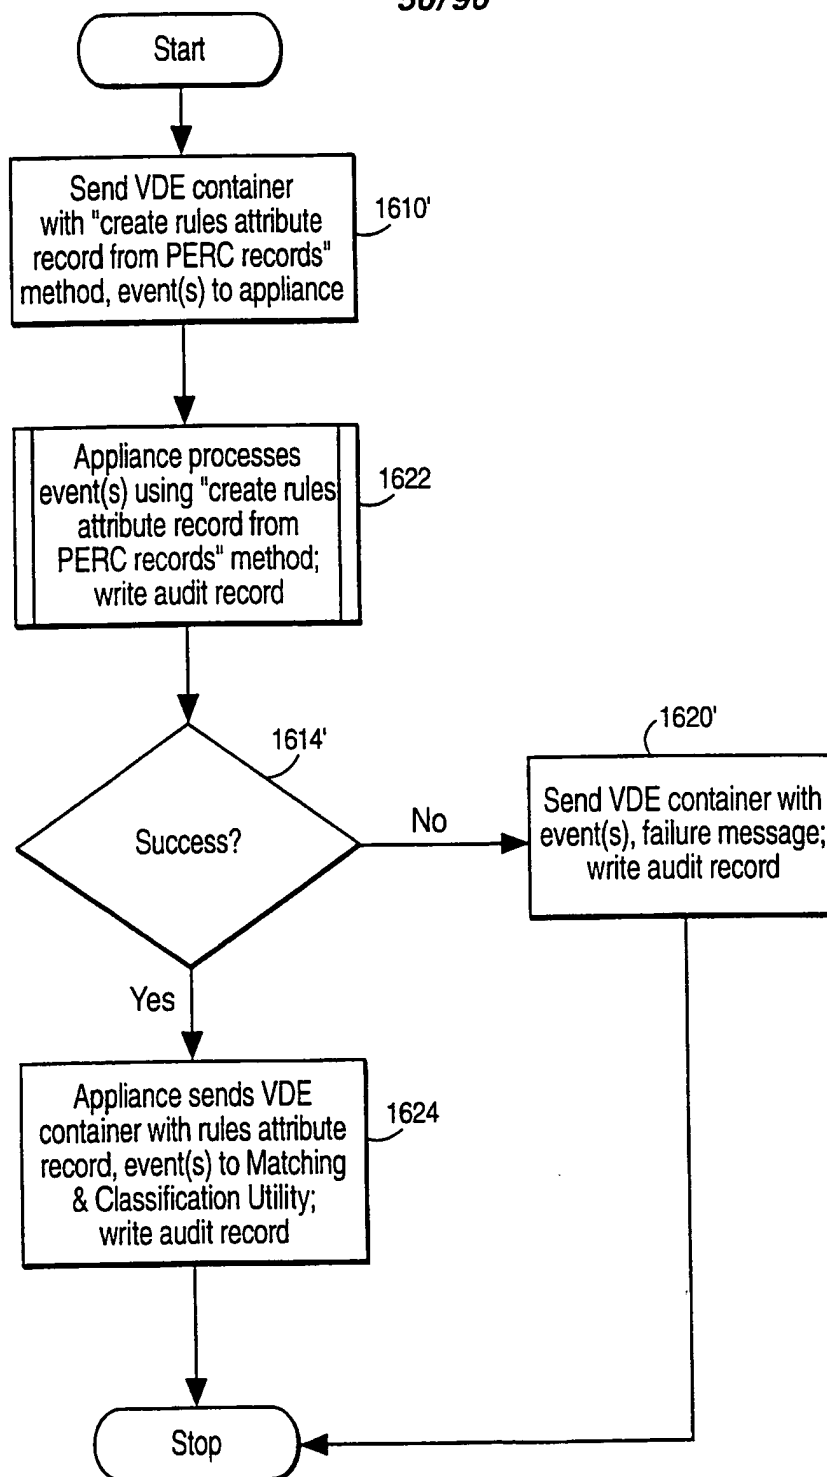 50/90
Start
Send VDE container
with "create rules attribute
record from PERC records"
method, event(s) to appliance
1610'
Appliance processes
event(s) using "create rules
attribute record from
PERC records" method;
write audit record
1622
1614'
Success?
No
1620'
Send VDE container with
event(s), failure message;
write audit record
Yes
Appliance sends VDE
container with rules attribute
record, event(s) to Matching
& Classification Utility;
write audit record
1624
Stop